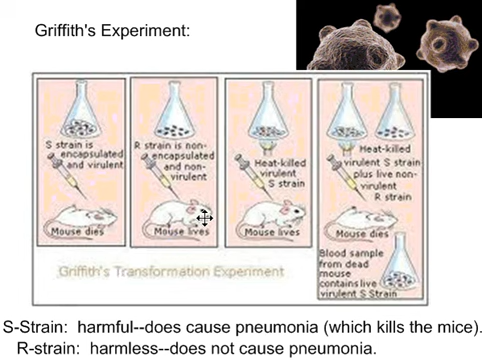 Griffith's Experiment:
S strain is
encapsulated
and virulent
Mouse dies
R strain is non-
encapsulated
and non-
virulent
Mouse lives
Heat-killed
virulent
S strain
Mouse lives
Heat-killed
virulent S strain
plus live non-
virulent
R strain
Mouse dies
Blood sample
from dead
mouse
contains live
virulent S Strain
Griffith's Transformation Experiment
S-Strain: harmful--does cause pneumonia (which kills the mice).
R-strain: harmless--does not cause pneumonia.